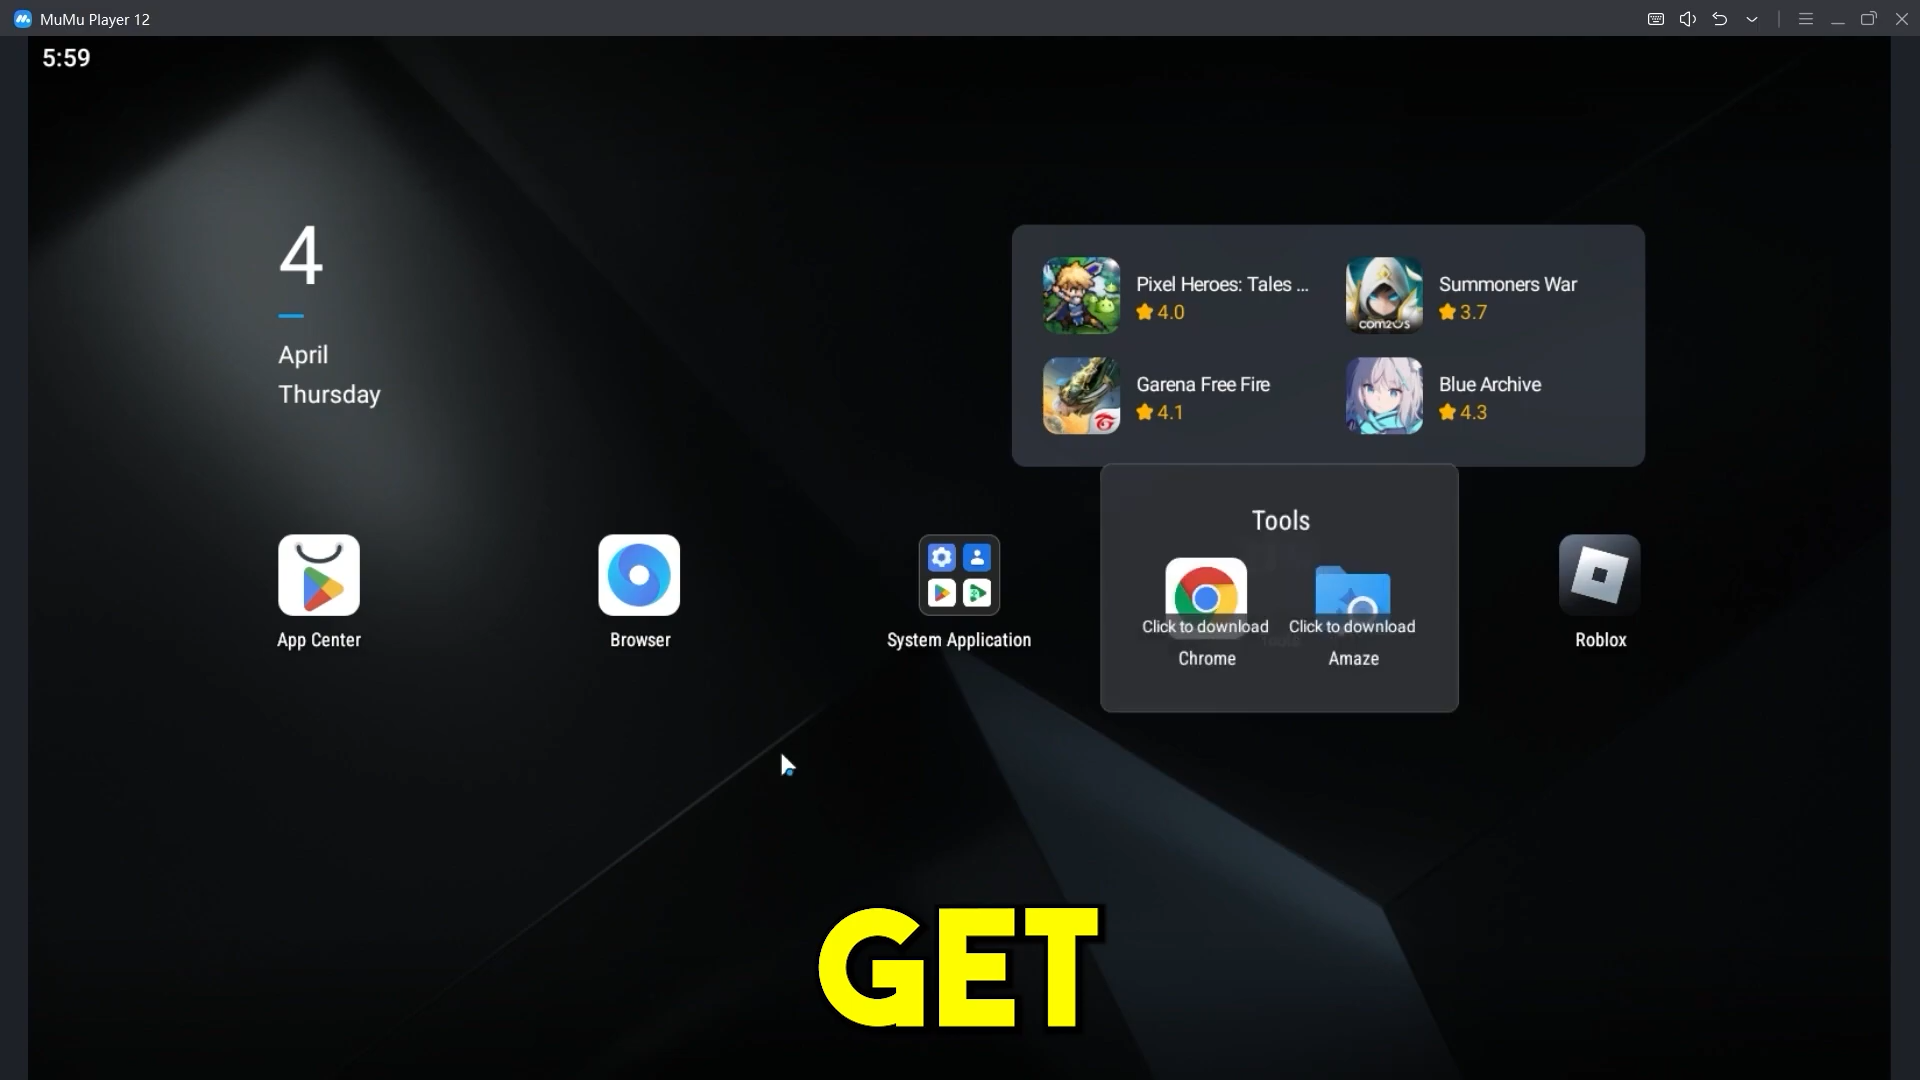 MuMu Player 12
5:59
4
April
Thursday
Pixel Heroes: Tales ...
4.0
Summoners War
3.7
com2us
Garena Free Fire
4.1
Blue Archive
4.3
Tools
Click to download
Click to download
Chrome
Amaze
App Center
Browser
System Application
Roblox
GET